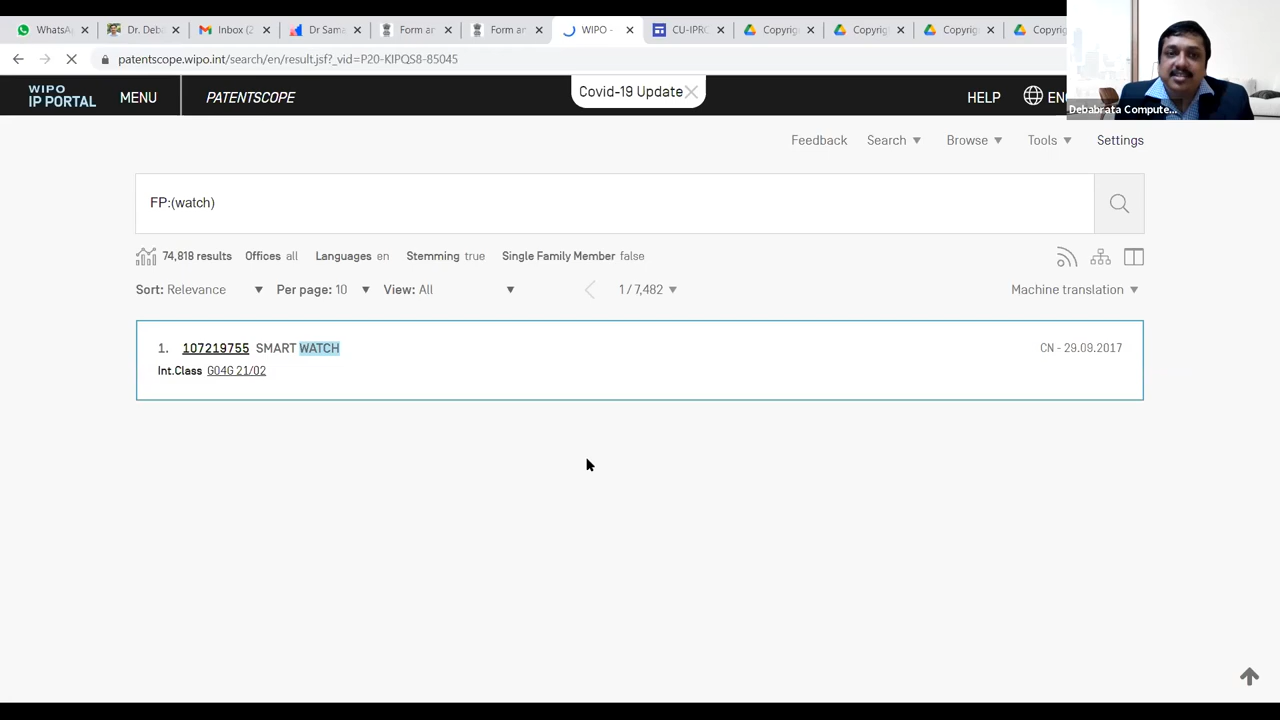 WhatsA
Dr. Deb
Inbox (2
Dr Sama
Form ar
Form ar
WIPO -
CU-IPRC
Copyrig
Copyrig
Copyrig
Copyrig
patentscope.wipo.int/search/en/result.jsf?_vid=P20-KIPQS8-85045
WIPO
IP PORTAL
MENU
PATENTSCOPE
Covid-19 Update
HELP
ENG
Debabrata Compute...
Feedback
Search
Browse
Tools
Settings
FP:(watch)
74,818 results
Offices all
Languages en
Stemming true
Single Family Member false
Sort: Relevance
Per page: 10
View: All
1 / 7,482
Machine translation
1. 107219755 SMART WATCH
CN - 29.09.2017
Int.Class G04G 21/02